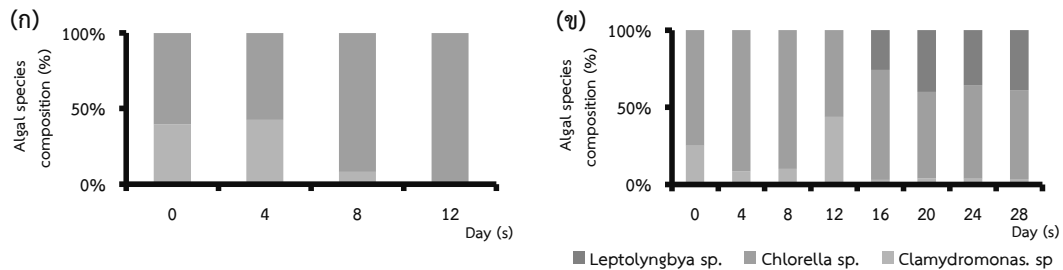 (ก)
100%
50%
0%
Algal species
composition (%)
0 4 8 12
Day (s)
(ข)
100%
50%
0%
Algal species
composition (%)
0 4 8 12 16 20 24 28
Day (s)
Leptolyngbya sp. Chlorella sp. Clamydromonas. sp